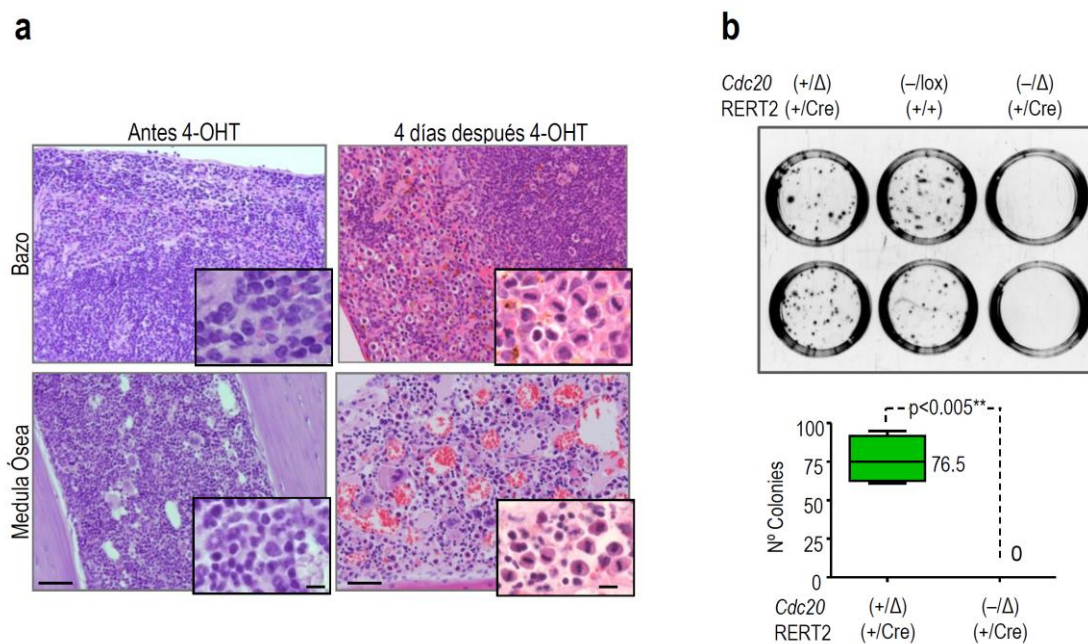 a
Antes 4-OHT
4 días después 4-OHT
Bazo
Medula Ósea
b
Cdc20 (+/Δ) (–/lox) (–/Δ)
RERT2 (+/Cre) (+/+) (+/Cre)
p<0.005**
100
75
50
25
0
Nº Colonies
76.5
0
Cdc20 (+/Δ) (–/Δ)
RERT2 (+/Cre) (+/Cre)